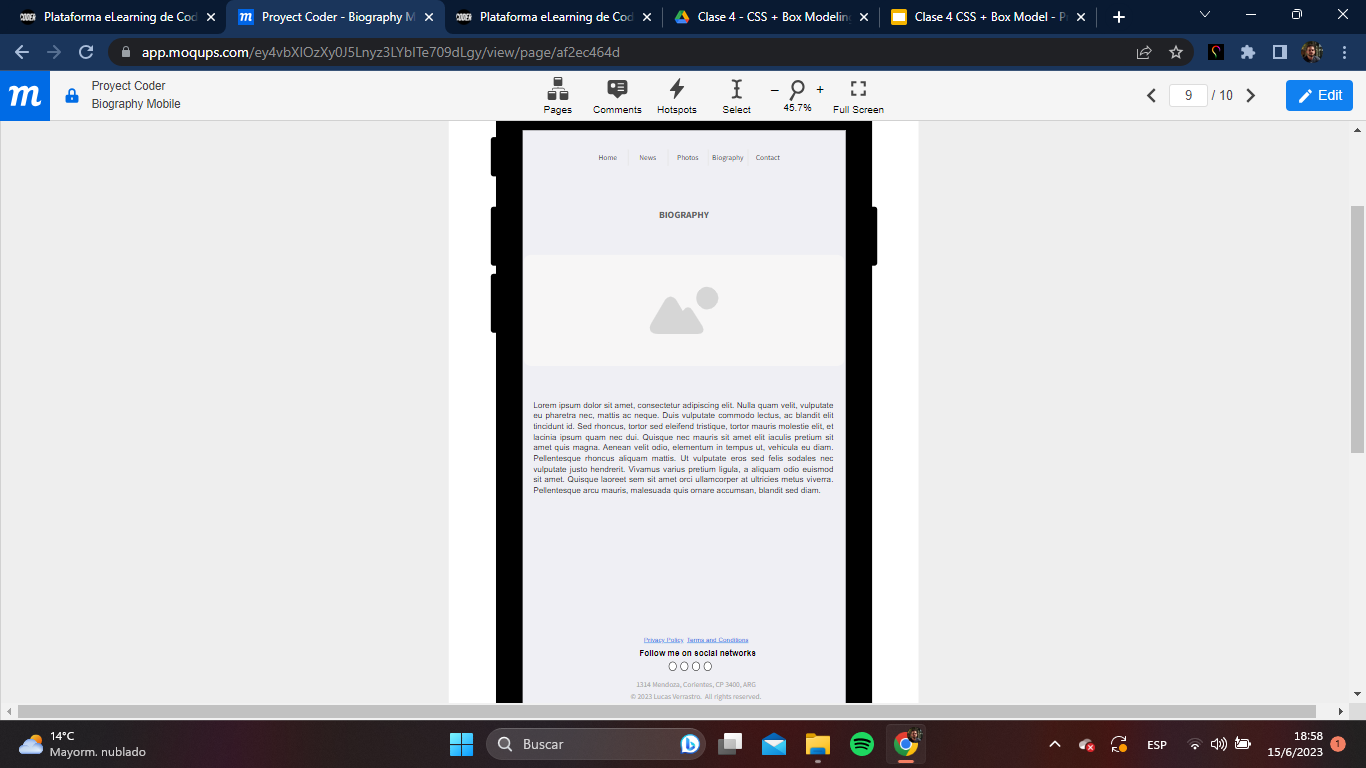 Plataforma eLearning de Cod
Proyect Coder - Biography M
Plataforma eLearning de Cod
Clase 4 - CSS + Box Modeling
Clase 4 CSS + Box Model - P
app.moqups.com/ey4vbXlOzXy0J5Lnyz3LYbITe709dLgy/view/page/af2ec464d
m
Proyect Coder
Biography Mobile
Pages
Comments
Hotspots
Select
45.7%
Full Screen
9 / 10
Edit
Home News Photos Biography Contact
BIOGRAPHY
Lorem ipsum dolor sit amet, consectetur adipiscing elit. Nulla quam velit, vulputate
eu pharetra nec, mattis ac neque. Duis vulputate commodo lectus, ac blandit elit
tincidunt id. Sed rhoncus, tortor sed eleifend tristique, tortor mauris molestie elit, et
lacinia ipsum quam nec dui. Quisque nec mauris sit amet elit iaculis pretium sit
amet quis magna. Aenean velit odio, elementum in tempus ut, vehicula eu diam.
Pellentesque rhoncus aliquam mattis. Ut vulputate eros sed felis sodales nec
vulputate justo hendrerit. Vivamus varius pretium ligula, a aliquam odio euismod
sit amet. Quisque laoreet sem sit amet orci ullamcorper at ultricies metus viverra.
Pellentesque arcu mauris, malesuada quis ornare accumsan, blandit sed diam.
Privacy Policy Terms and Conditions
Follow me on social networks
1314 Mendoza, Corientes, CP 3400, ARG
© 2023 Lucas Verrastro. All rights reserved.
14°C
Mayorm. nublado
Buscar
ESP
18:58
15/6/2023
1